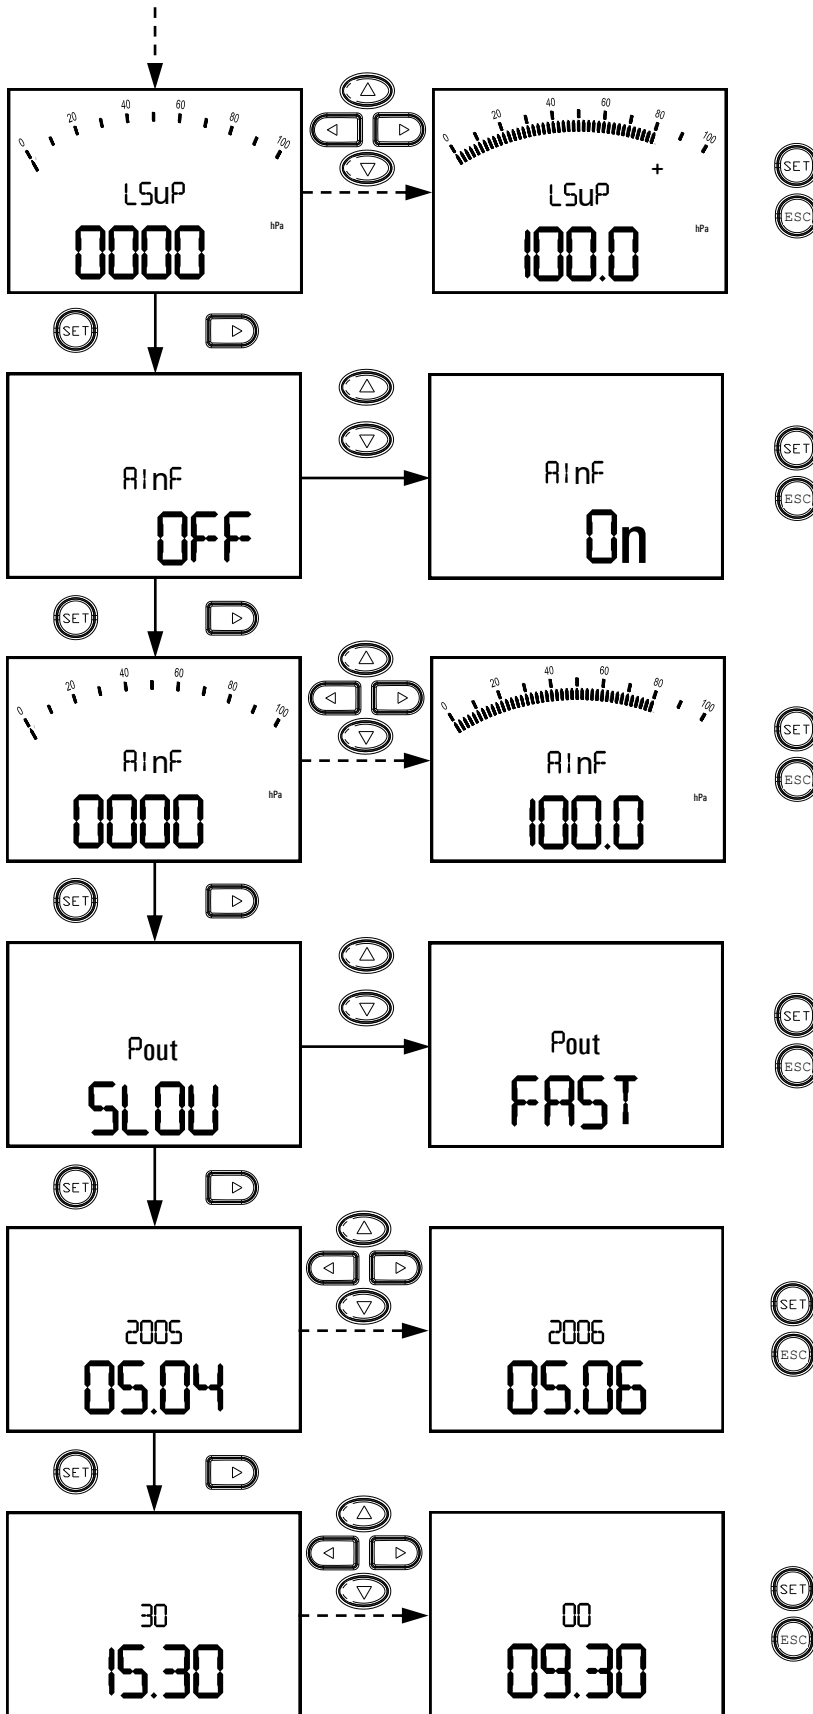 0 20 40 60 80 100
LSuP
hPa
0000
0 20 40 60 80 100
+
LSuP
hPa
100.0
SET
ESC
SET
AInF
OFF
AInF
On
SET
ESC
SET
0 20 40 60 80 100
AInF
hPa
0000
0 20 40 60 80 100
AInF
hPa
100.0
SET
ESC
SET
Pout
SLOU
Pout
FAST
SET
ESC
SET
2005
05.04
2006
05.06
SET
ESC
SET
30
15.30
00
09.30
SET
ESC